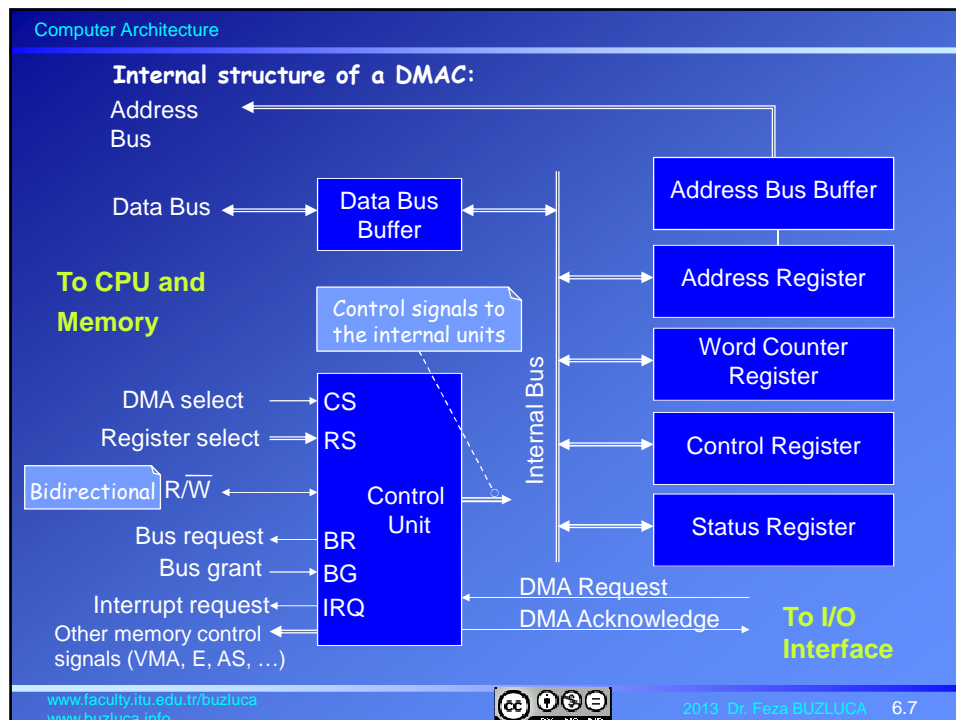 Computer Architecture
Internal structure of a DMAC:
Address
Bus
Address Bus Buffer
Data Bus
Data Bus
Buffer
Address Register
To CPU and
Memory
Control signals to
the internal units
Word Counter
Register
Internal Bus
DMA select
CS
Register select
RS
Control Register
Bidirectional
R/W̅
Control
Unit
Status Register
Bus request
BR
Bus grant
BG
DMA Request
Interrupt request
IRQ
DMA Acknowledge
To I/O
Interface
Other memory control
signals (VMA, E, AS, …)
www.faculty.itu.edu.tr/buzluca
www.buzluca.info
cc
BY NC ND
2013 Dr. Feza BUZLUCA
6.7